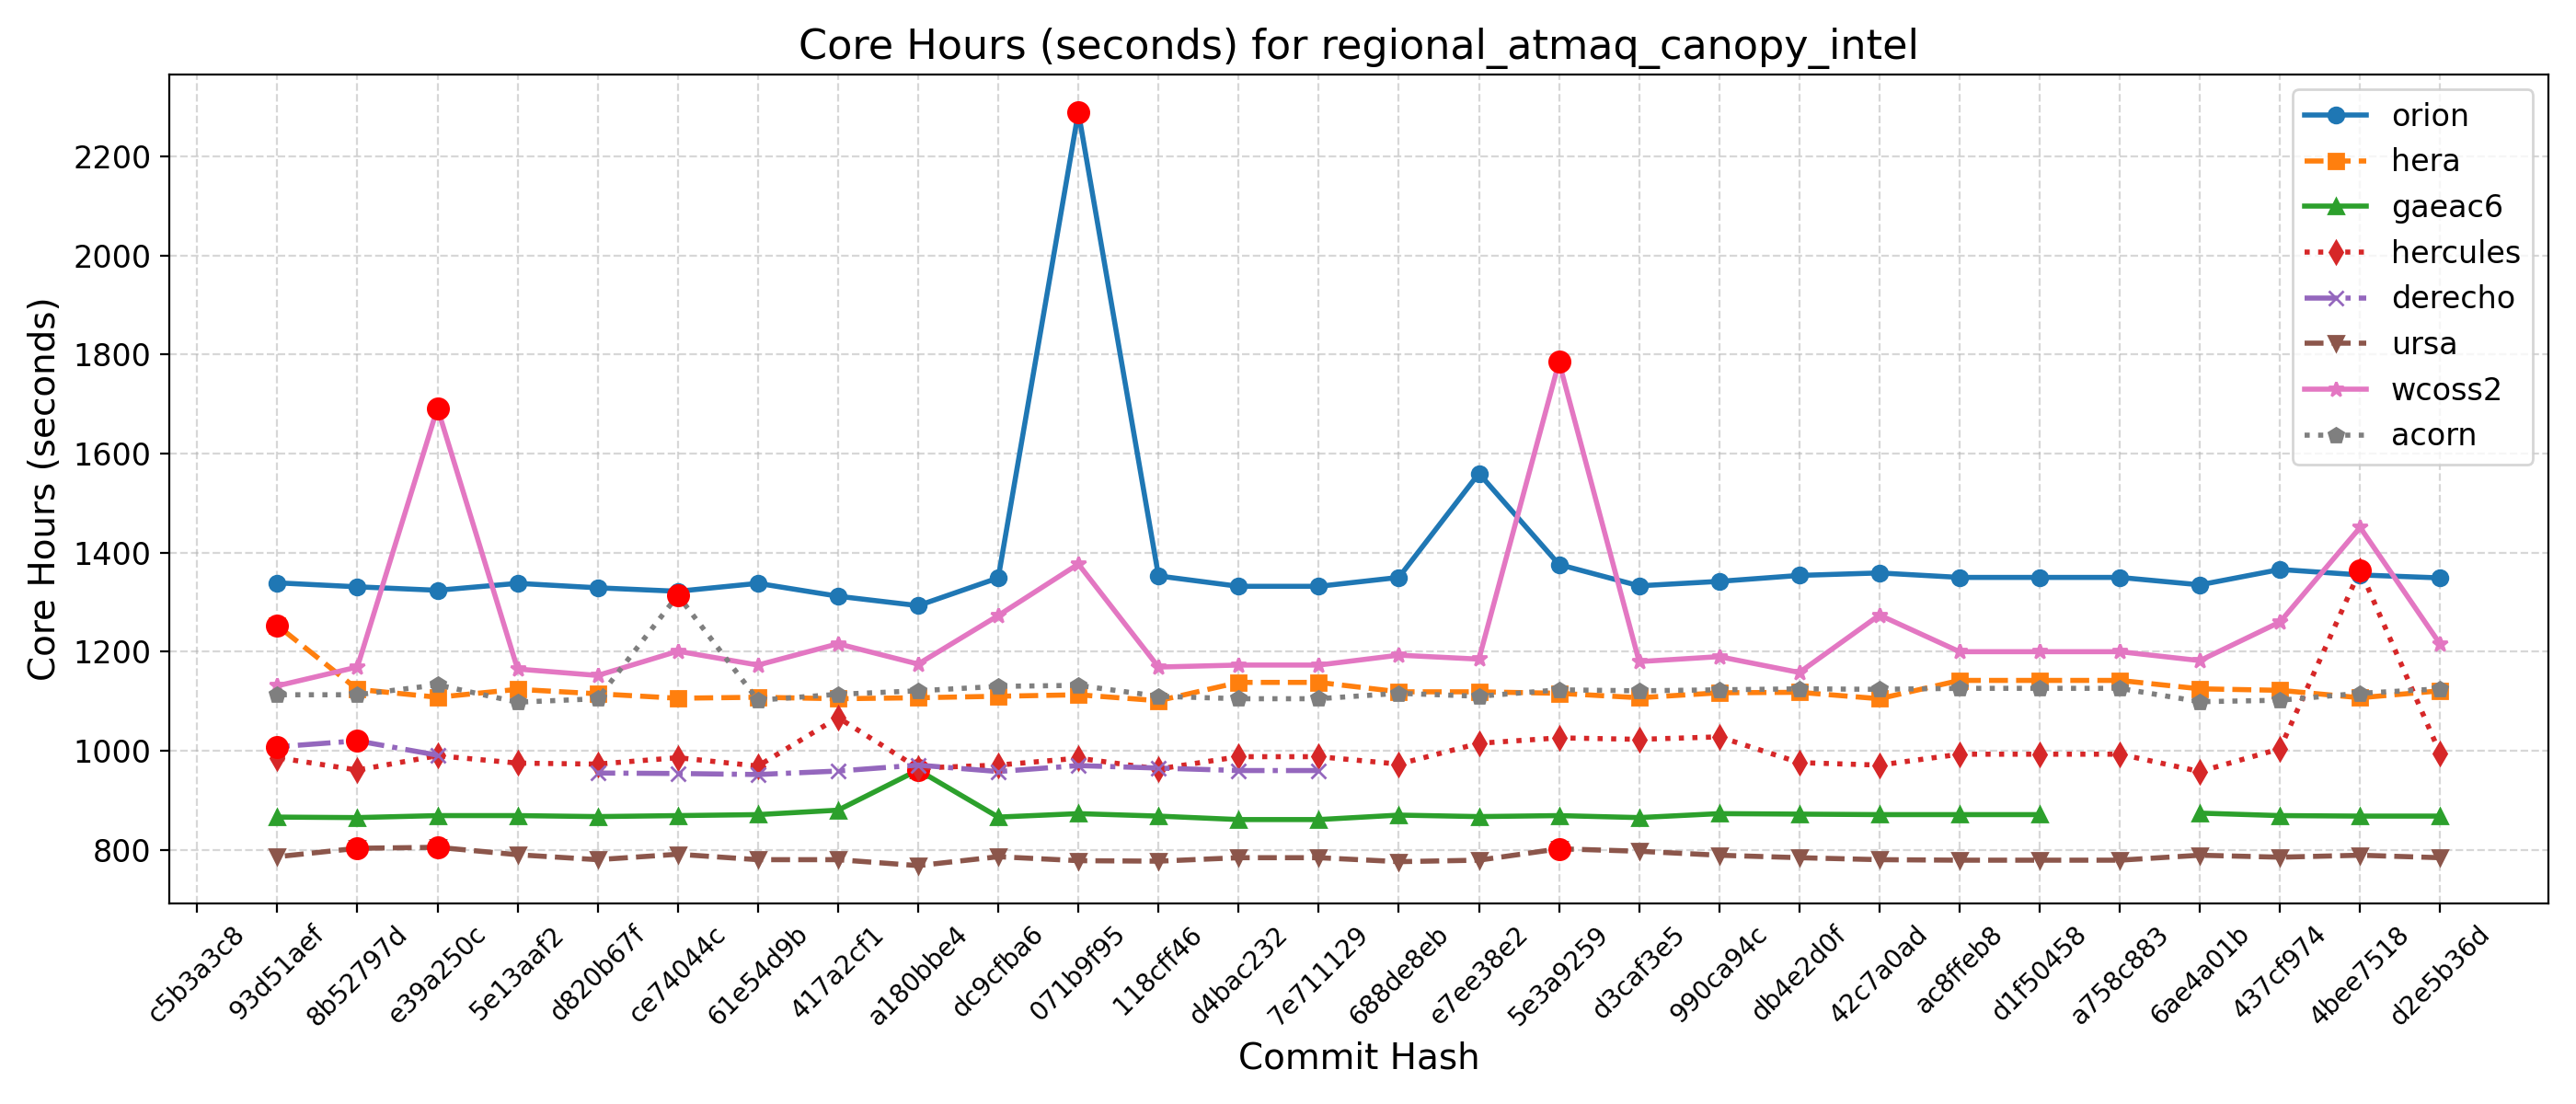 Core Hours (seconds) for regional_atmaq_canopy_intel
Core Hours (seconds)
2200
2000
1800
1600
1400
1200
1000
800
orion
hera
gaeac6
hercules
derecho
ursa
wcoss2
acorn
c5b3a3c8
93d51aef
8b52797d
e39a250c
5e13aaf2
d820b67f
ce74044c
61e54d9b
417a2cf1
a180bbe4
dc9cfba6
071b9f95
118cff46
d4bac232
7e711129
688de8eb
e7ee38e2
5e3a9259
d3caf3e5
990ca94c
db4e2d0f
42c7a0ad
ac8ffeb8
d1f50458
a758c883
6ae4a01b
437cf974
4bee7518
d2e5b36d
Commit Hash